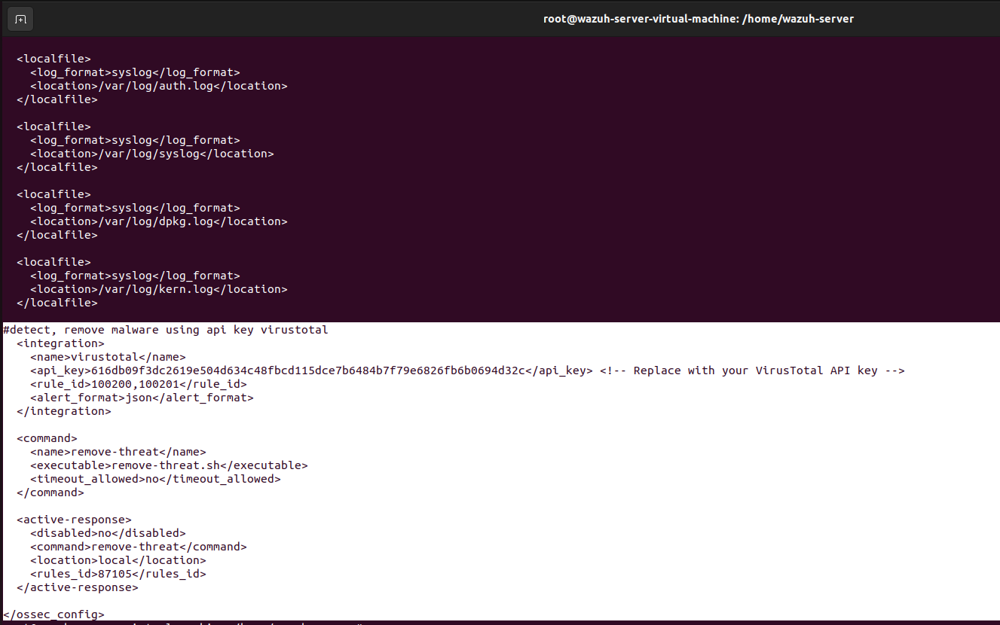 root@wazuh-server-virtual-machine: /home/wazuh-server
<localfile>
<log_format>syslog</log_format>
<location>/var/log/auth.log</location>
</localfile>
<localfile>
<log_format>syslog</log_format>
<location>/var/log/syslog</location>
</localfile>
<localfile>
<log_format>syslog</log_format>
<location>/var/log/dpkg.log</location>
</localfile>
<localfile>
<log_format>syslog</log_format>
<location>/var/log/kern.log</location>
</localfile>
#detect, remove malware using api key virustotal
<integration>
<name>virustotal</name>
<api_key>616db09f3dc2619e504d634c48fbcd115dce7b6484b7f79e6826fb6b0694d32c</api_key> <!-- Replace with your VirusTotal API key -->
<rule_id>100200,100201</rule_id>
<alert_format>json</alert_format>
</integration>
<command>
<name>remove-threat</name>
<executable>remove-threat.sh</executable>
<timeout_allowed>no</timeout_allowed>
</command>
<active-response>
<disabled>no</disabled>
<command>remove-threat</command>
<location>local</location>
<rules_id>87105</rules_id>
</active-response>
</ossec_config>